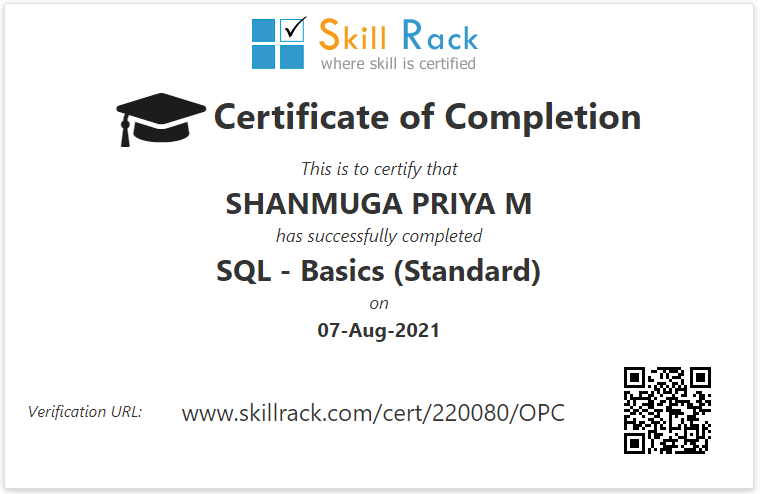 Skill Rack
where skill is certified
Certificate of Completion
This is to certify that
SHANMUGA PRIYA M
has successfully completed
SQL - Basics (Standard)
on
07-Aug-2021
Verification URL: www.skillrack.com/cert/220080/OPC